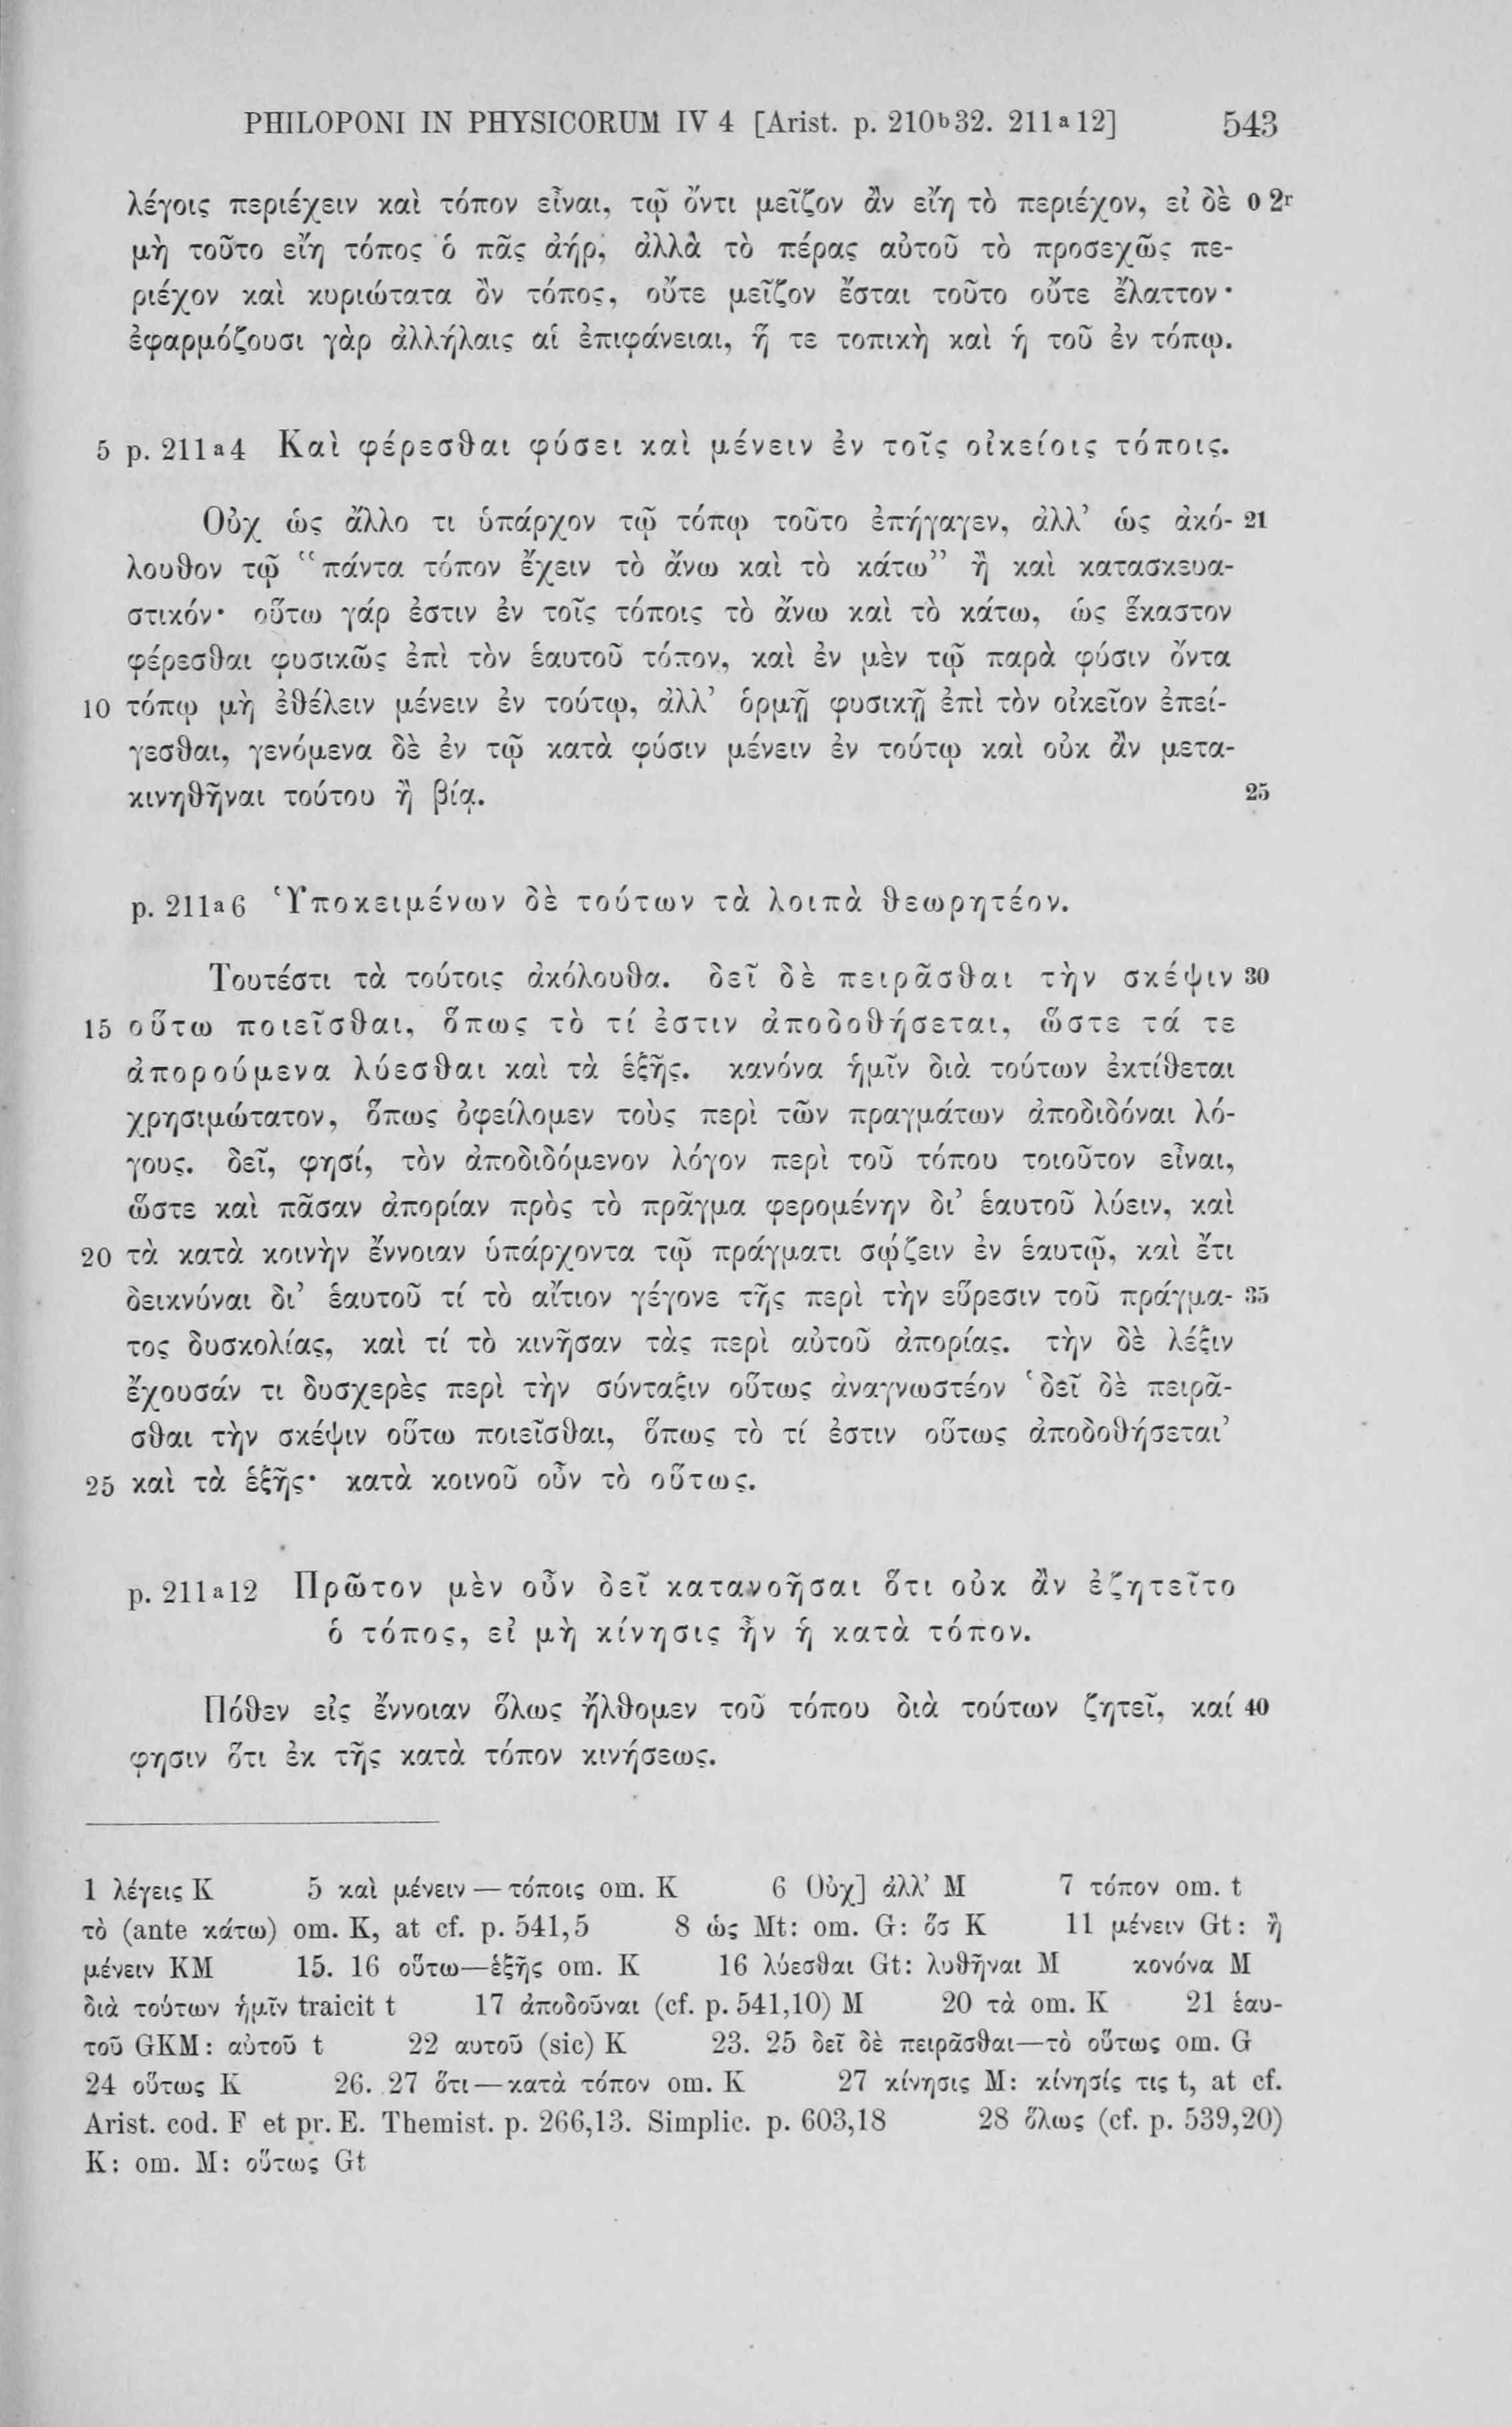 PHILOPONI IN PHYSICORUM IV 4 [Arist. p. 210b32. 211a12] 543
λέγοις περιέχειν καὶ τόπον εἶναι, τῷ ὄντι μεῖζον ἂν εἴη τὸ περιέχον, εἰ δὲ o 2r
μὴ τοῦτο εἴη τόπος ὁ πᾶς ἀήρ, ἀλλὰ τὸ πέρας αὐτοῦ τὸ προσεχῶς πε-
ριέχον καὶ κυριώτατα ὂν τόπος, οὔτε μεῖζον ἔσται τοῦτο οὔτε ἔλαττον·
ἐφαρμόζουσι γὰρ ἀλλήλαις αἱ ἐπιφάνειαι, ἥ τε τοπικὴ καὶ ἡ τοῦ ἐν τόπῳ.
5 p. 211a4 Καὶ φέρεσθαι φύσει καὶ μένειν ἐν τοῖς οἰκείοις τόποις.
Οὐχ ὡς ἄλλο τι ὑπάρχον τῷ τόπῳ τοῦτο ἐπήγαγεν, ἀλλ’ ὡς ἀκό- 21
λουθον τῷ “πάντα τόπον ἔχειν τὸ ἄνω καὶ τὸ κάτω” ἢ καὶ κατασκευα-
στικόν· οὕτω γάρ ἐστιν ἐν τοῖς τόποις τὸ ἄνω καὶ τὸ κάτω, ὡς ἕκαστον
φέρεσθαι φυσικῶς ἐπὶ τὸν ἑαυτοῦ τόπον, καὶ ἐν μὲν τῷ παρὰ φύσιν ὄντα
10 τόπῳ μὴ ἐθέλειν μένειν ἐν τούτῳ, ἀλλ’ ὁρμῇ φυσικῇ ἐπὶ τὸν οἰκεῖον ἐπεί-
γεσθαι, γενόμενα δὲ ἐν τῷ κατὰ φύσιν μένειν ἐν τούτῳ καὶ οὐκ ἂν μετα-
κινηθῆναι τούτου ἢ βίᾳ. 25
p. 211a6 Ὑποκειμένων δὲ τούτων τὰ λοιπὰ θεωρητέον.
Τουτέστι τὰ τούτοις ἀκόλουθα. δεῖ δὲ πειρᾶσθαι τὴν σκέψιν 30
15 οὕτω ποιεῖσθαι, ὅπως τὸ τί ἐστιν ἀποδοθήσεται, ὥστε τά τε
ἀπορούμενα λύεσθαι καὶ τὰ ἑξῆς. κανόνα ἡμῖν διὰ τούτων ἐκτίθεται
χρησιμώτατον, ὅπως ὀφείλομεν τοὺς περὶ τῶν πραγμάτων ἀποδιδόναι λό-
γους. δεῖ, φησί, τὸν ἀποδιδόμενον λόγον περὶ τοῦ τόπου τοιοῦτον εἶναι,
ὥστε καὶ πᾶσαν ἀπορίαν πρὸς τὸ πρᾶγμα φερομένην δι’ ἑαυτοῦ λύειν, καὶ
20 τὰ κατὰ κοινὴν ἔννοιαν ὑπάρχοντα τῷ πράγματι σῴζειν ἐν ἑαυτῷ, καὶ ἔτι
δεικνύναι δι’ ἑαυτοῦ τί τὸ αἴτιον γέγονε τῆς περὶ τὴν εὕρεσιν τοῦ πράγμα- 35
τος δυσκολίας, καὶ τί τὸ κινῆσαν τὰς περὶ αὐτοῦ ἀπορίας. τὴν δὲ λέξιν
ἔχουσάν τι δυσχερὲς περὶ τὴν σύνταξιν οὕτως ἀναγνωστέον ‘δεῖ δὲ πειρᾶ-
σθαι τὴν σκέψιν οὕτω ποιεῖσθαι, ὅπως τὸ τί ἐστιν οὕτως ἀποδοθήσεται’
25 καὶ τὰ ἑξῆς· κατὰ κοινοῦ οὖν τὸ οὕτως.
p. 211a12 Πρῶτον μὲν οὖν δεῖ κατανοῆσαι ὅτι οὐκ ἂν ἐζητεῖτο
ὁ τόπος, εἰ μὴ κίνησις ἦν ἡ κατὰ τόπον.
Πόθεν εἰς ἔννοιαν ὅλως ἤλθομεν τοῦ τόπου διὰ τούτων ζητεῖ, καί 40
φησιν ὅτι ἐκ τῆς κατὰ τόπον κινήσεως.
1 λέγεις K 5 καὶ μένειν — τόποις om. K 6 Οὐχ] ἀλλ’ M 7 τόπον om. t
τὸ (ante κάτω) om. K, at cf. p. 541,5 8 ὡς Mt: om. G: ὅσ K 11 μένειν Gt: ἢ
μένειν KM 15. 16 οὕτω—ἑξῆς om. K 16 λύεσθαι Gt: λυθῆναι M κονόνα M
διὰ τούτων ἡμῖν traicit t 17 ἀποδοῦναι (cf. p. 541,10) M 20 τὰ om. K 21 ἑαυ-
τοῦ GKM: αὐτοῦ t 22 αυτοῦ (sic) K 23. 25 δεῖ δὲ πειρᾶσθαι—τὸ οὕτως om. G
24 οὕτως K 26. 27 ὅτι — κατὰ τόπον om. K 27 κίνησις M: κίνησίς τις t, at cf.
Arist. cod. F et pr. E. Themist. p. 266,13. Simplic. p. 603,18 28 ὅλως (cf. p. 539,20)
K: om. M: οὕτως Gt